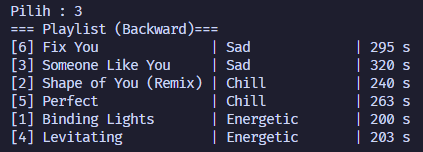 Pilih : 3
=== Playlist (Backward)===
[6] Fix You | Sad | 295 s
[3] Someone Like You | Sad | 320 s
[2] Shape of You (Remix) | Chill | 240 s
[5] Perfect | Chill | 263 s
[1] Binding Lights | Energetic | 200 s
[4] Levitating | Energetic | 203 s